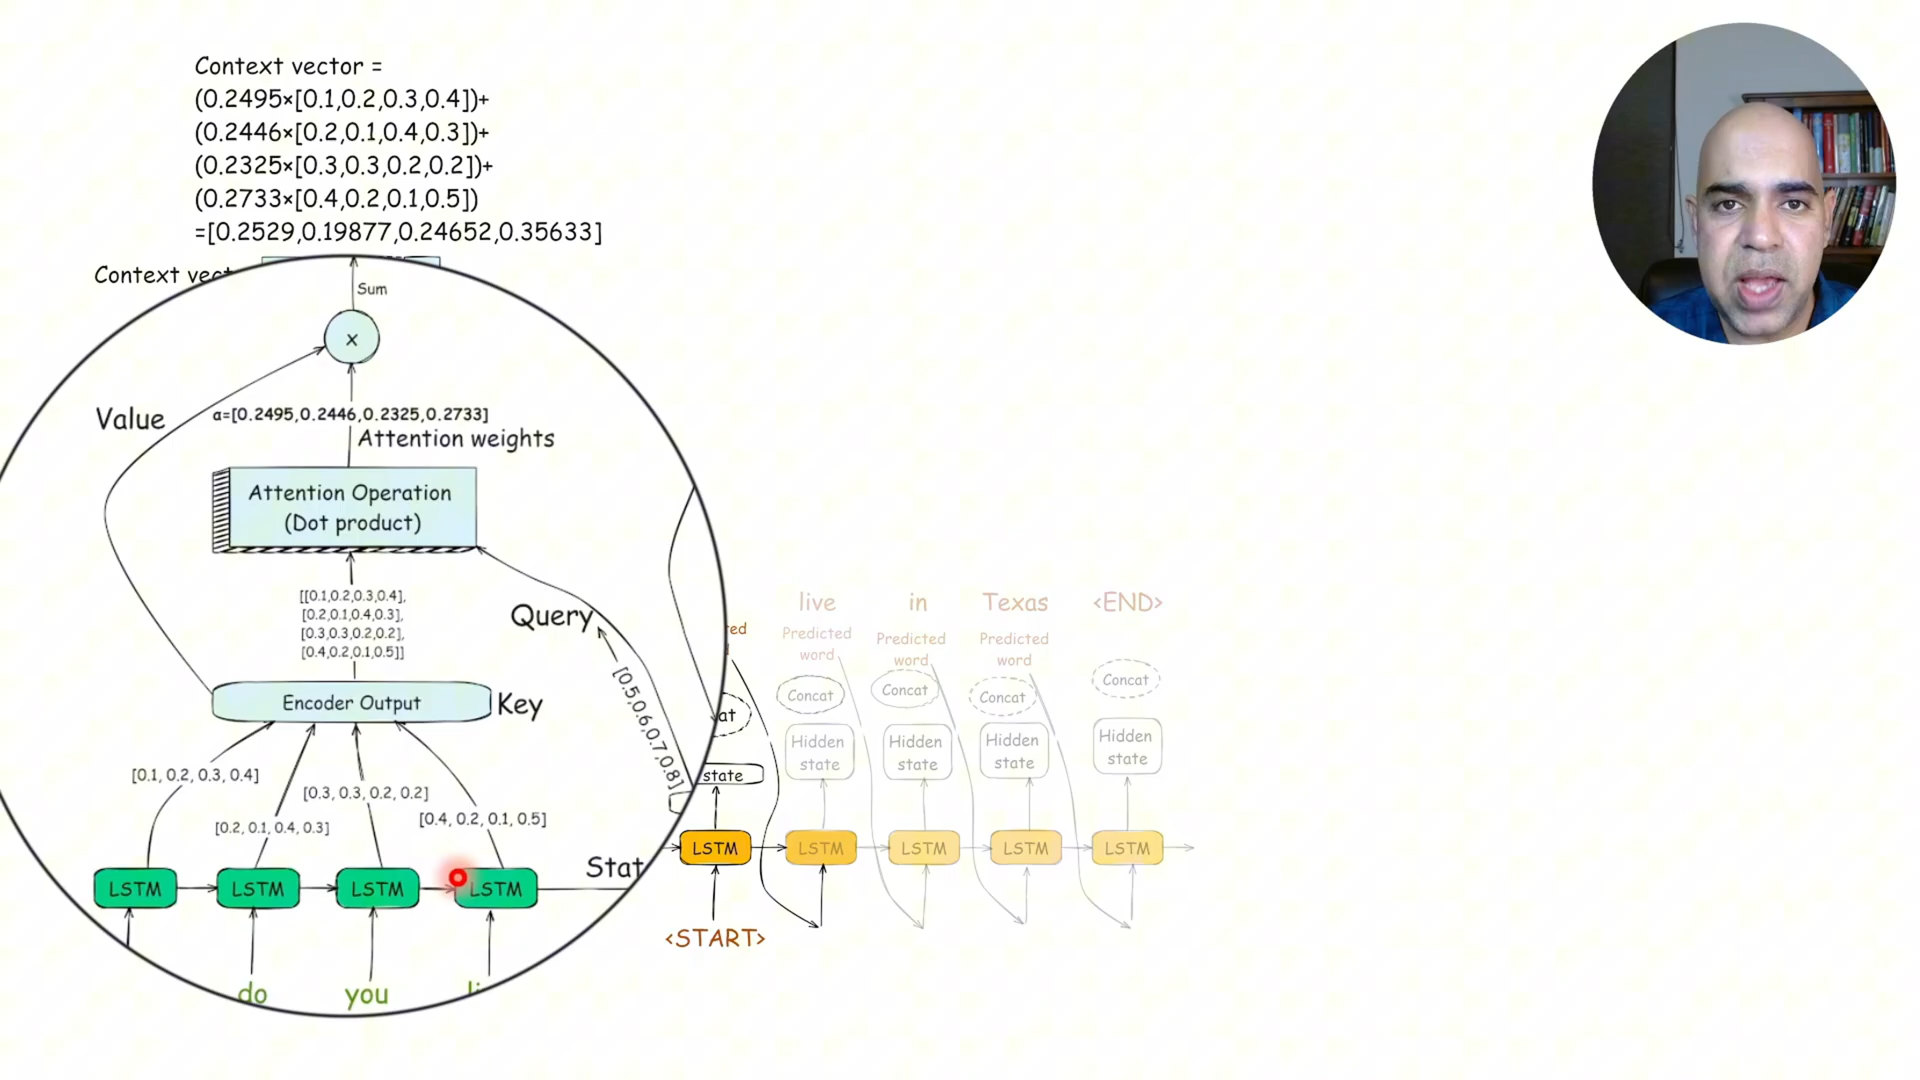 Context vector =
(0.2495×[0.1,0.2,0.3,0.4])+
(0.2446×[0.2,0.1,0.4,0.3])+
(0.2325×[0.3,0.3,0.2,0.2])+
(0.2733×[0.4,0.2,0.1,0.5])
=[0.2529,0.19877,0.24652,0.35633]
Context vect
Sum
x
Value
α=[0.2495,0.2446,0.2325,0.2733]
Attention weights
Attention Operation
(Dot product)
[[0.1,0.2,0.3,0.4],
[0.2,0.1,0.4,0.3],
[0.3,0.3,0.2,0.2],
[0.4,0.2,0.1,0.5]]
Query
[0.5,0.6,0.7,0.8]
Encoder Output
Key
[0.1, 0.2, 0.3, 0.4]
[0.2, 0.1, 0.4, 0.3]
[0.3, 0.3, 0.2, 0.2]
[0.4, 0.2, 0.1, 0.5]
LSTM
LSTM
LSTM
LSTM
Stat
do
you
li
ted
at
state
LSTM
<START>
live
in
Texas
<END>
Predicted
word
Predicted
word
Predicted
word
Concat
Concat
Concat
Concat
Hidden
state
Hidden
state
Hidden
state
Hidden
state
LSTM
LSTM
LSTM
LSTM